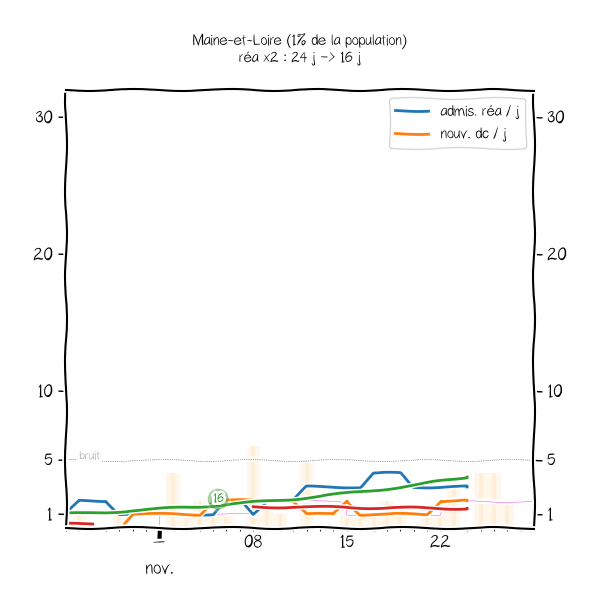 Maine-et-Loire (1% de la population)
réa x2 : 24 j -> 16 j
admis. réa / j
nouv. dc / j
30
30
20
20
10
10
5
bruit
5
16
1
1
1
08
15
22
nov.